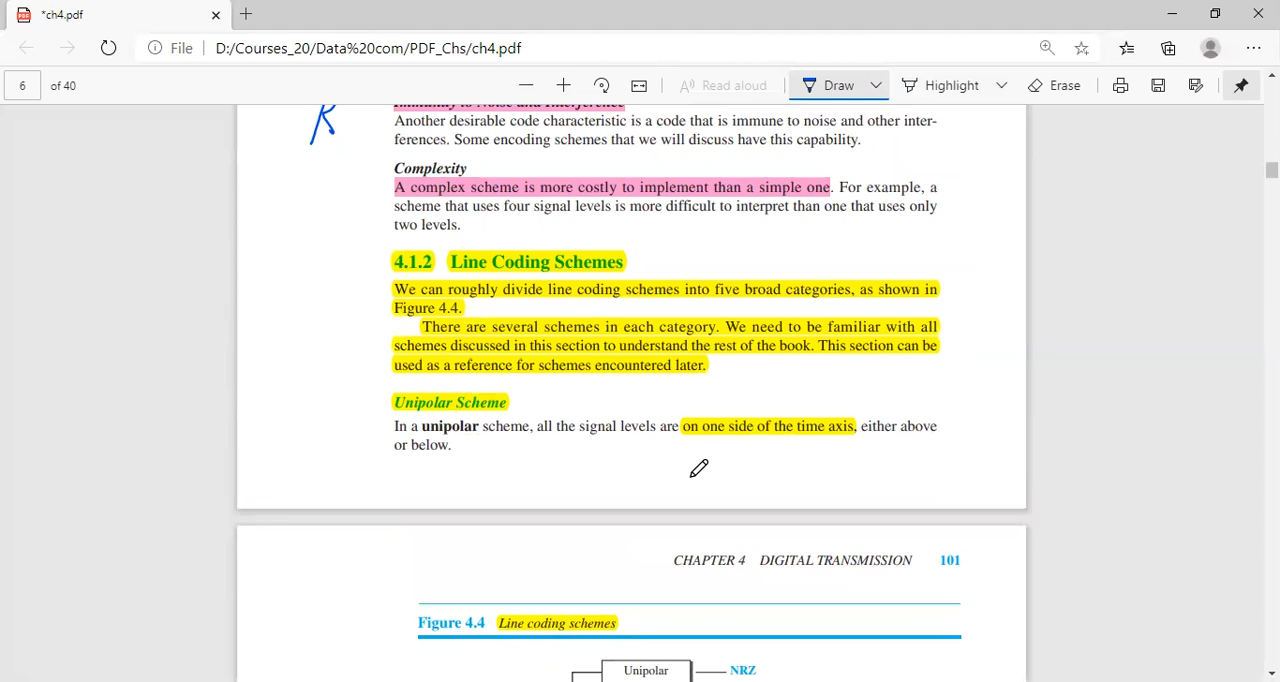 *ch4.pdf
File D:/Courses_20/Data%20com/PDF_Chs/ch4.pdf
6 of 40 Read aloud Draw Highlight Erase
Immunity to Noise and Interference
R
Another desirable code characteristic is a code that is immune to noise and other inter-
ferences. Some encoding schemes that we will discuss have this capability.
Complexity
A complex scheme is more costly to implement than a simple one. For example, a
scheme that uses four signal levels is more difficult to interpret than one that uses only
two levels.
4.1.2 Line Coding Schemes
We can roughly divide line coding schemes into five broad categories, as shown in
Figure 4.4.
There are several schemes in each category. We need to be familiar with all
schemes discussed in this section to understand the rest of the book. This section can be
used as a reference for schemes encountered later.
Unipolar Scheme
In a unipolar scheme, all the signal levels are on one side of the time axis, either above
or below.
CHAPTER 4 DIGITAL TRANSMISSION 101
Figure 4.4 Line coding schemes
Unipolar NRZ